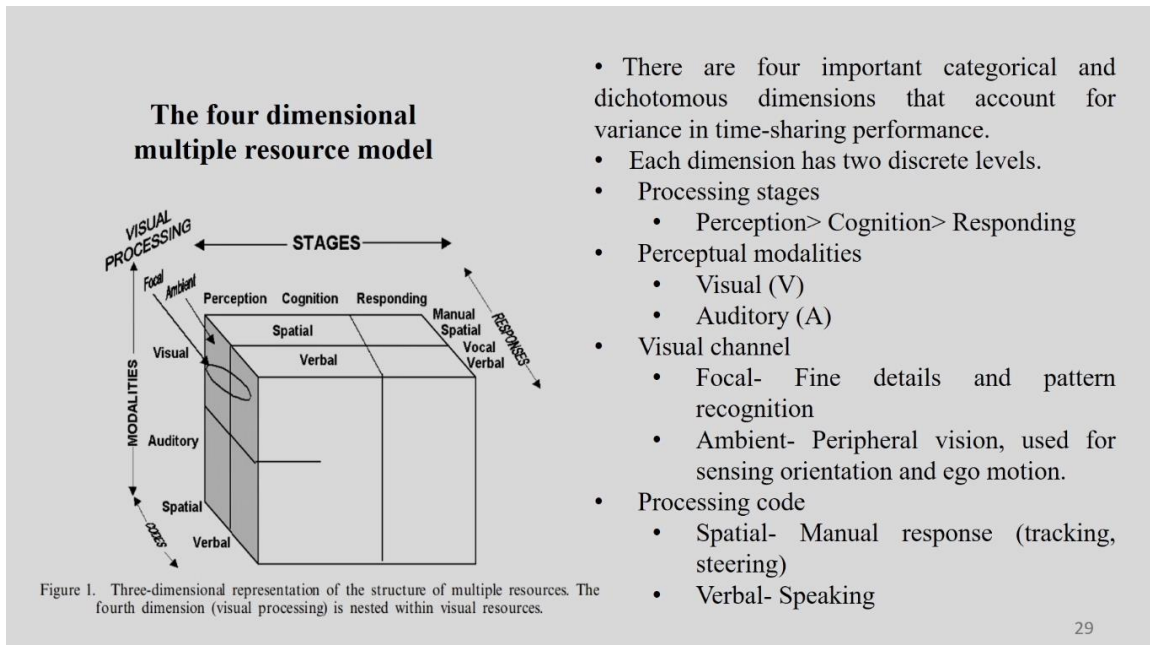 The four dimensional
multiple resource model
VISUAL
PROCESSING
STAGES
Focal
Ambient
Perception Cognition Responding
Manual
Spatial
Vocal
Verbal
RESPONSES
Spatial
Verbal
Visual
MODALITIES
Auditory
Spatial
Verbal
CODES
Figure 1. Three-dimensional representation of the structure of multiple resources. The
fourth dimension (visual processing) is nested within visual resources.
• There are four important categorical and
dichotomous dimensions that account for
variance in time-sharing performance.
• Each dimension has two discrete levels.
• Processing stages
• Perception> Cognition> Responding
• Perceptual modalities
• Visual (V)
• Auditory (A)
• Visual channel
• Focal- Fine details and pattern
recognition
• Ambient- Peripheral vision, used for
sensing orientation and ego motion.
• Processing code
• Spatial- Manual response (tracking,
steering)
• Verbal- Speaking
29